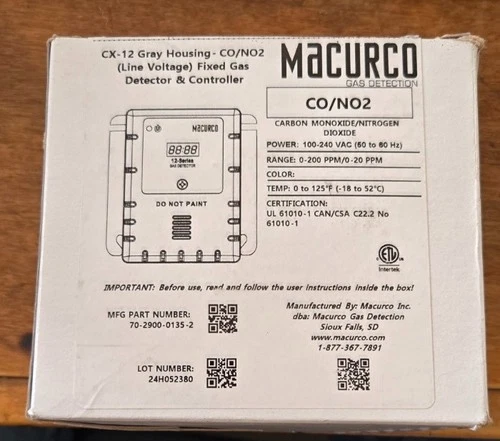 CX-12 Gray Housing - CO/NO2
(Line Voltage) Fixed Gas
Detector & Controller
MACURCO
GAS DETECTION
CO/NO2
CARBON MONOXIDE/NITROGEN
DIOXIDE
POWER: 100-240 VAC (50 to 60 Hz)
RANGE: 0-200 PPM/0-20 PPM
COLOR:
TEMP: 0 to 125°F (-18 to 52°C)
CERTIFICATION:
UL 61010-1 CAN/CSA C22.2 No
61010-1
MACURCO
88:88
12-Series
GAS DETECTOR
DO NOT PAINT
ETL
Intertek
IMPORTANT: Before use, read and follow the user instructions inside the box!
MFG PART NUMBER:
70-2900-0135-2
Manufactured By: Macurco Inc.
dba: Macurco Gas Detection
Sioux Falls, SD
www.macurco.com
1-877-367-7891
LOT NUMBER:
24H052380